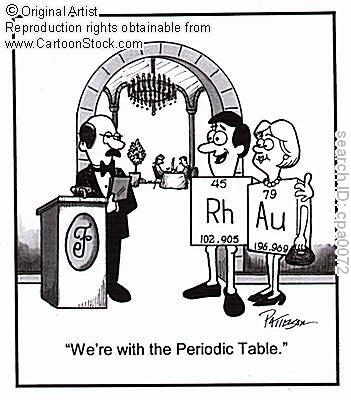 © Original Artist
Reproduction rights obtainable from
www.CartoonStock.com
45
Rh
102.905
79
Au
196.969
F
PATTERSON
"We're with the Periodic Table."
search ID: cpa0072